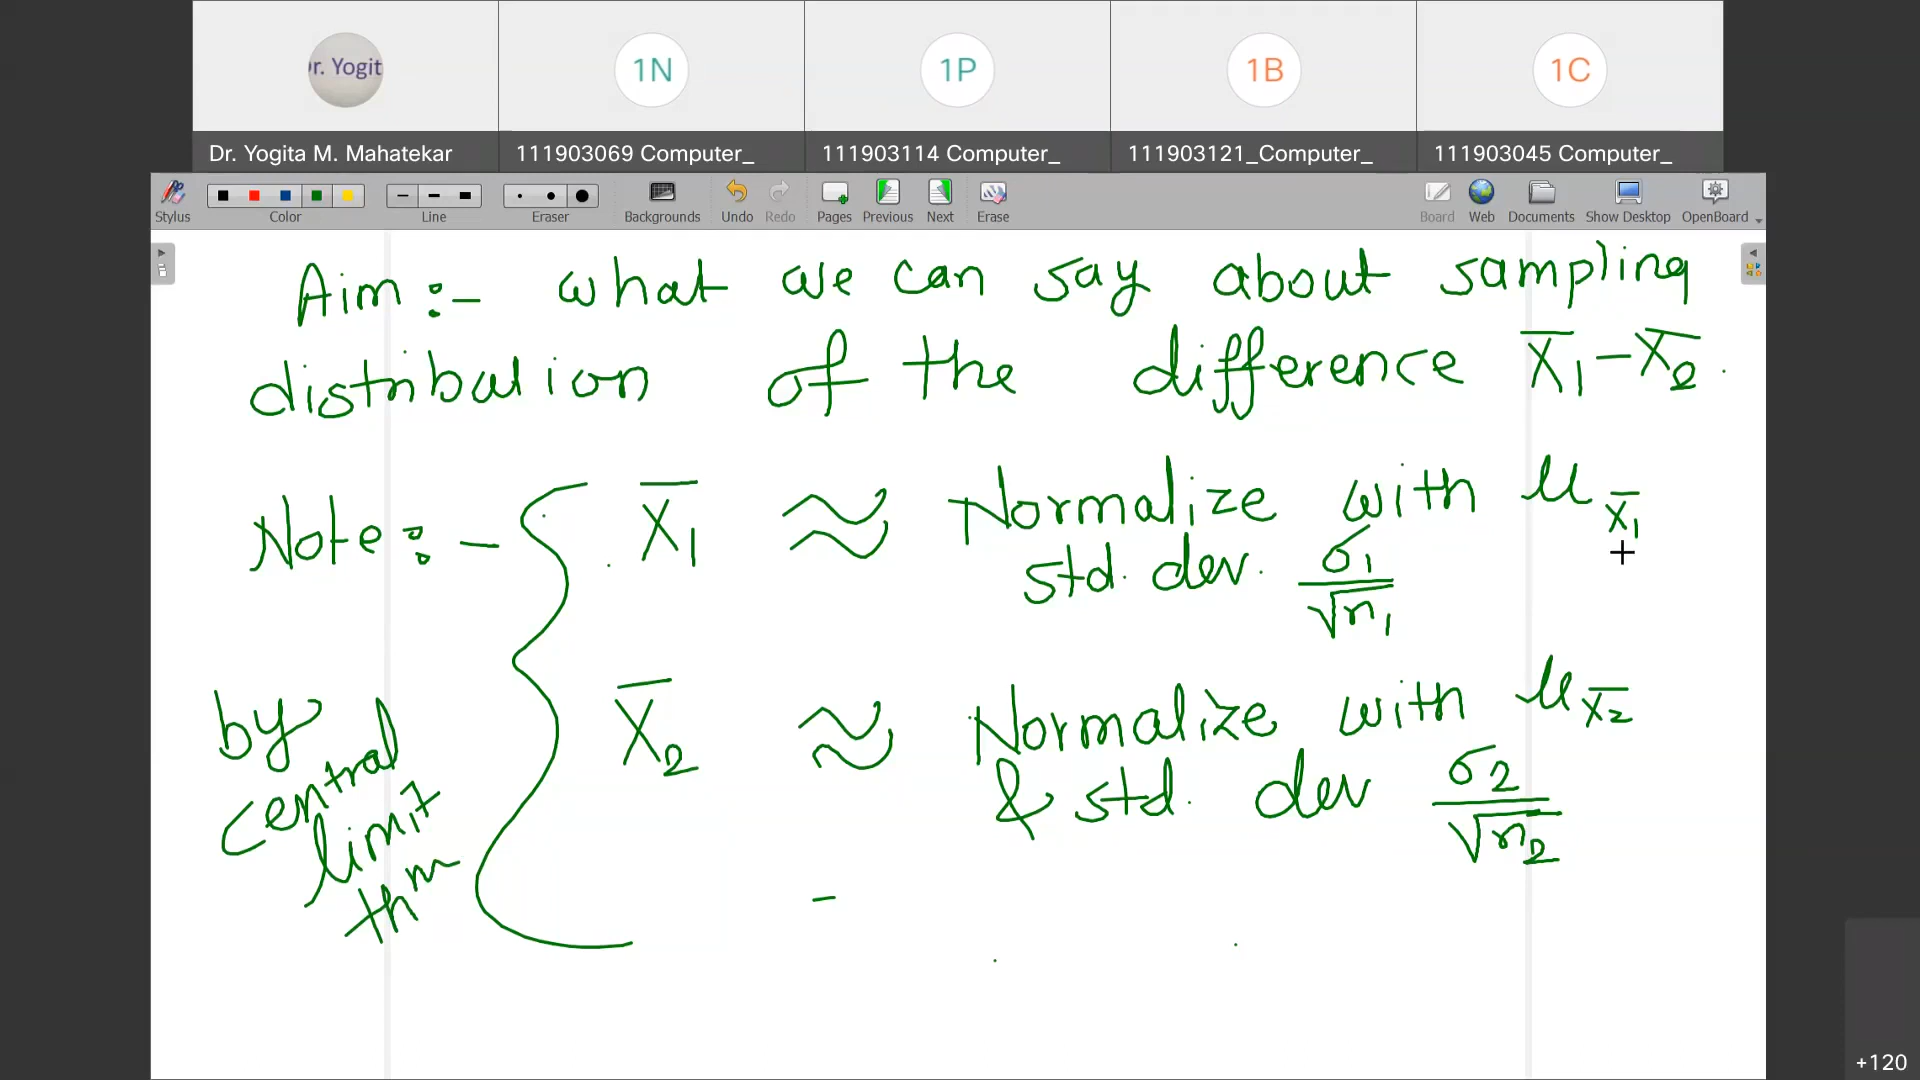 r. Yogit
1N
1P
1B
1C
Dr. Yogita M. Mahatekar
111903069 Computer_
111903114 Computer_
111903121_Computer_
111903045 Computer_
Stylus
Color
Line
Eraser
Backgrounds
Undo
Redo
Pages
Previous
Next
Erase
Board
Web
Documents
Show Desktop
OpenBoard
Aim :- what we can say about sampling
distribution of the difference X̅₁-X̅₂.
Note :- X̅₁ ≈ Normalize with μ_X̅₁
std. dev. σ₁/√n₁
X̅₂ ≈ Normalize with μ_X̅₂
& std. dev σ₂/√n₂
by
central
limit
thm
+120